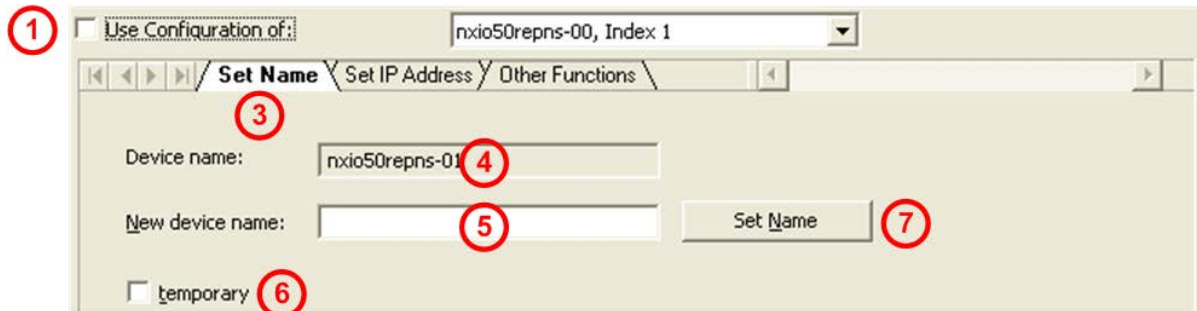 1 Use Configuration of: nxio50repns-00, Index 1
Set Name Set IP Address Other Functions
3
Device name: nxio50repns-01 4
New device name: 5 Set Name 7
temporary 6